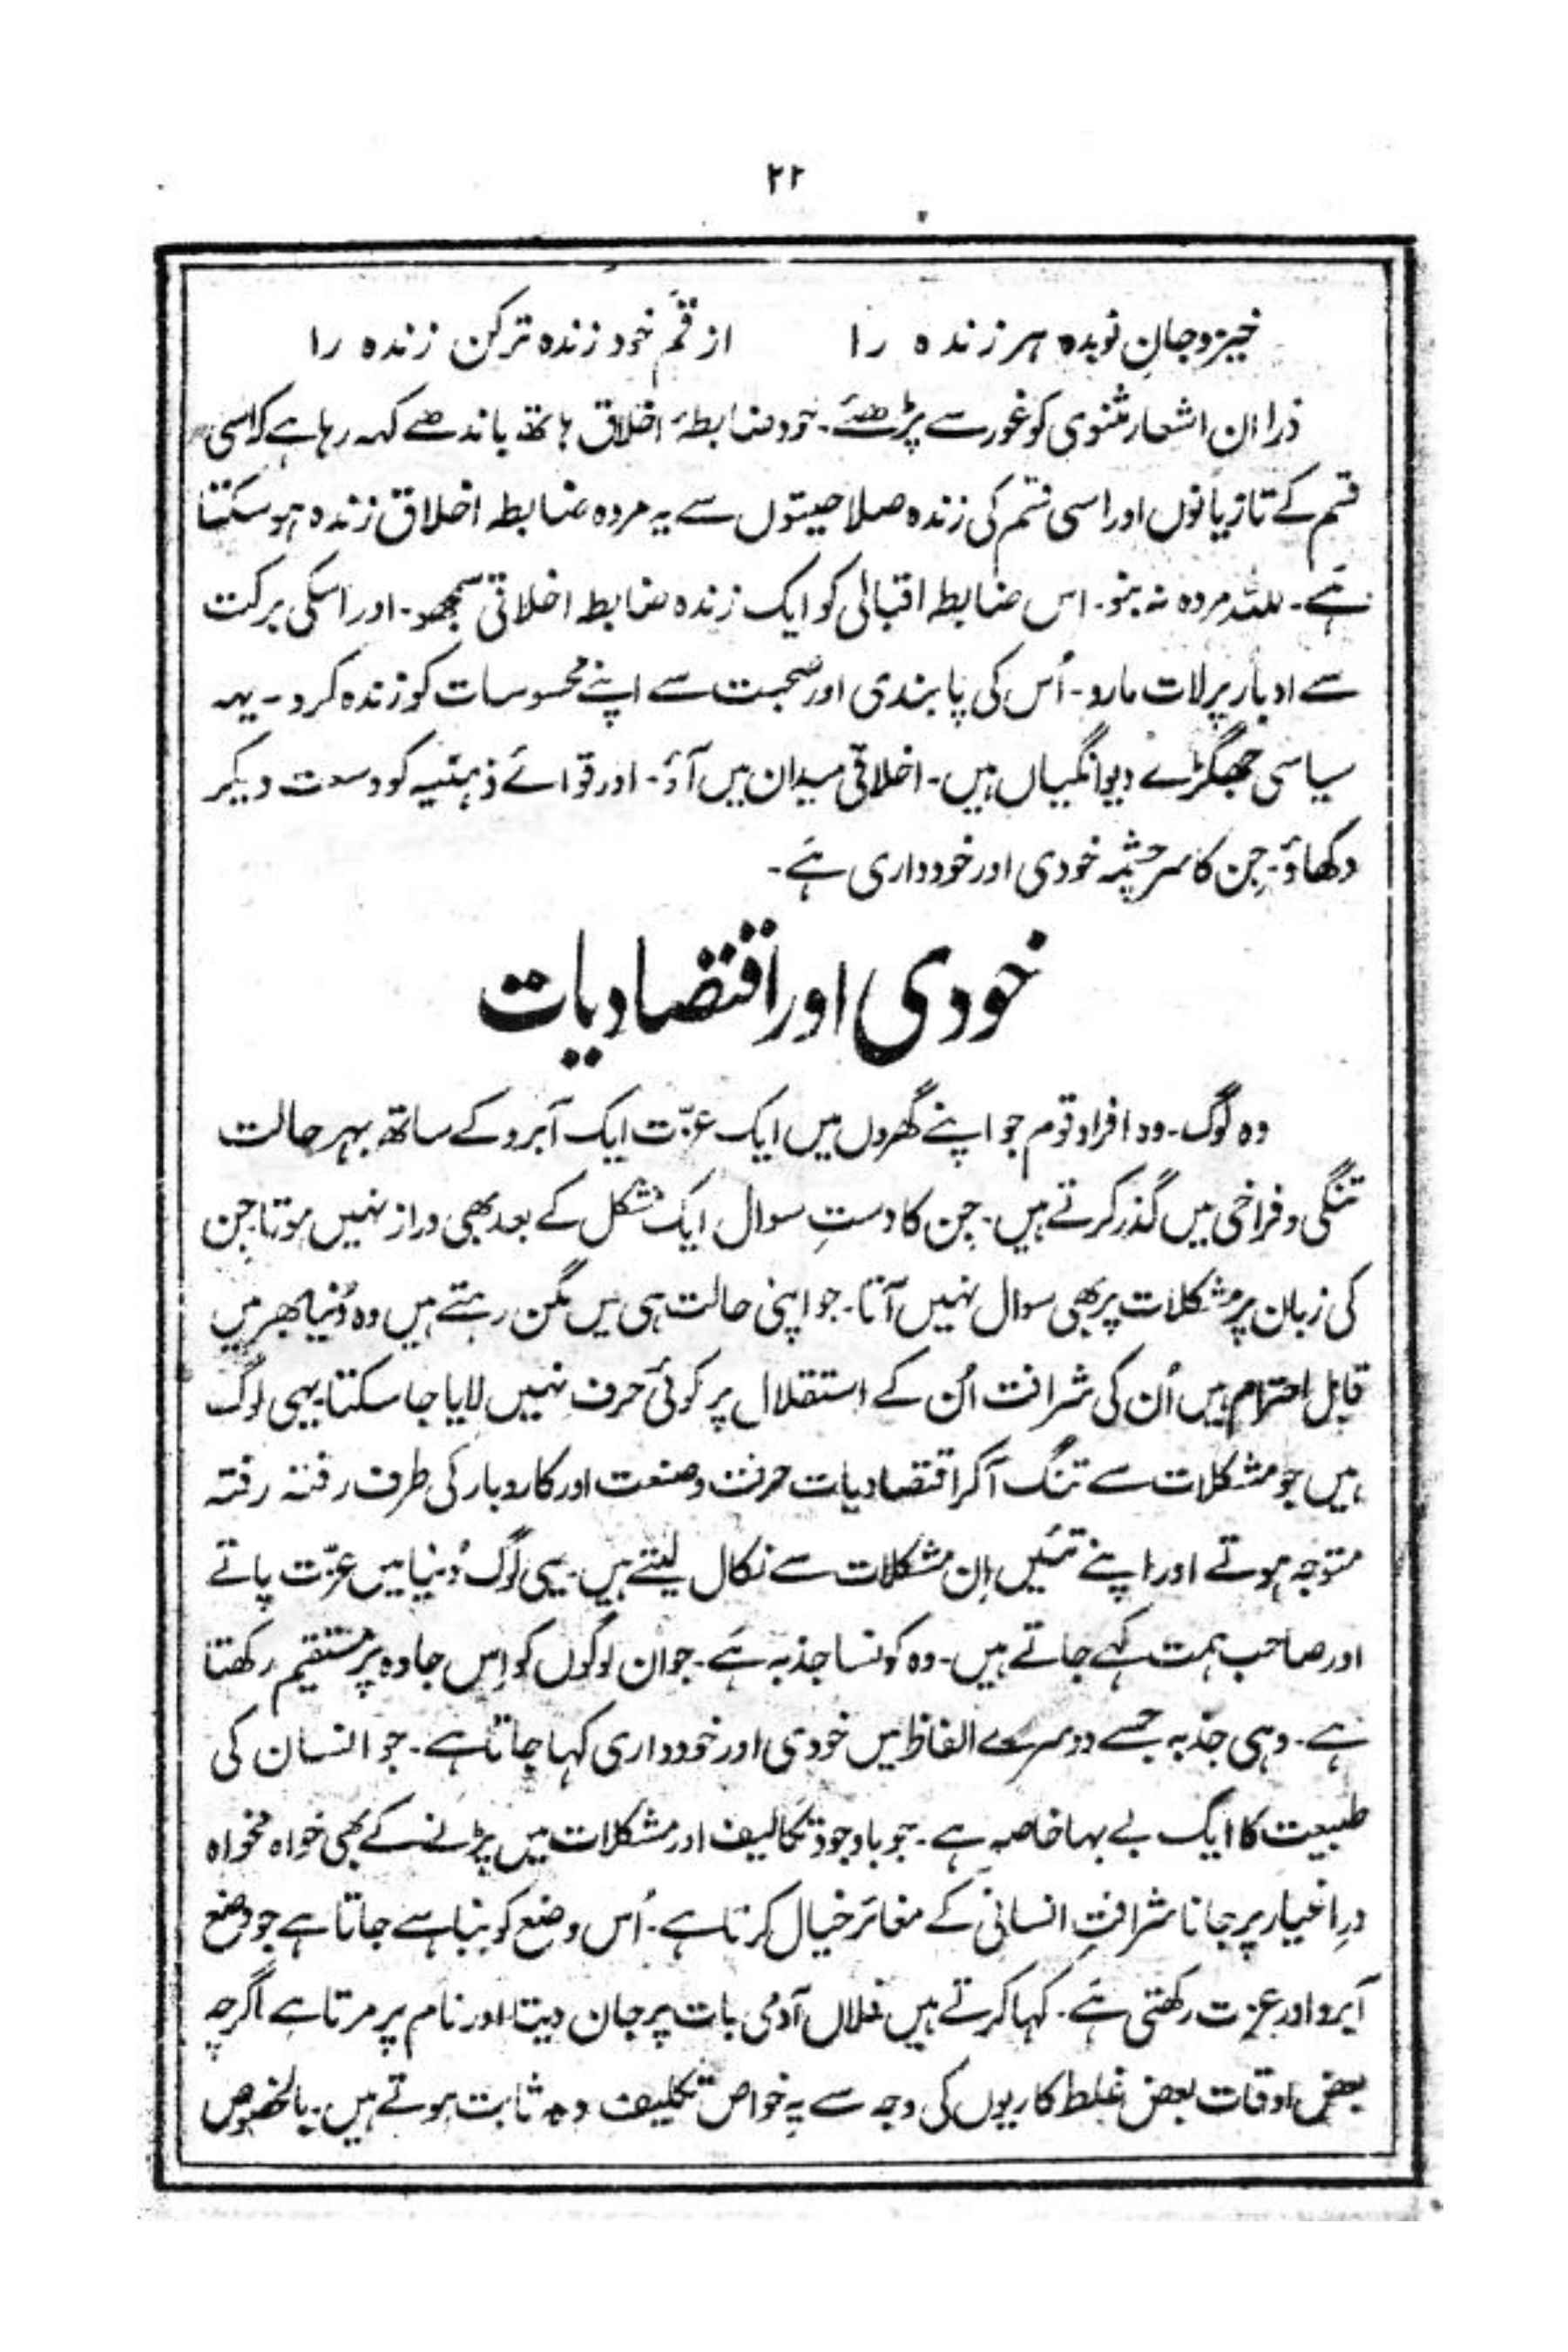 ۲۲
خیز و جانِ نو بدہ ہر زندہ را از قُم خود زندہ تر کن زندہ را
ذرا ان اشعار مثنوی کو غور سے پڑھئے۔ خود ضابطۂ اخلاق ہاتھ باندھے کہہ رہا ہے کہ اسی
قسم کے تازیانوں اور اسی قسم کی زندہ صلاحیتوں سے یہ مردہ ضابطہ اخلاق زندہ ہو سکتا
ہے۔ للٹہ مردہ نہ بنو۔ اس ضابطہ اقبالی کو ایک زندہ ضابطہ اخلاقی سمجھو۔ اور اسکی برکت
سے ادبار پر لات مارو۔ اُس کی پابندی اور صحبت سے اپنے محسوسات کو زندہ کرو۔ یہہ
سیاسی جھگڑے دیوانگیاں ہیں۔ اخلاقی میدان میں آؤ۔ اور قوائے ذہنیہ کو وسعت دیکر
دکھاؤ۔ جن کا سرچشمہ خودی اور خودداری ہے۔
خودی اور اقتصادیات
وہ لوگ۔ وہ افراد قوم جو اپنے گھروں میں ایک عزّت ایک آبرو کے ساتھ بہر حالت
تنگی و فراخی میں گذر کرتے ہیں۔ جن کا دستِ سوال ایک مشکل کے بعد بھی دراز نہیں ہوتا جن
کی زبان پر مشکلات پر بھی سوال نہیں آتا۔ جو اپنی حالت ہی میں مگن رہتے ہیں وہ دُنیا بھر میں
قابل احترام ہیں اُن کی شرافت اُن کے استقلال پر کوئی حرف نہیں لایا جا سکتا۔ یہی لوگ
ہیں جو مشکلات سے تنگ آکر اقتصادیات حرفت و صنعت اور کاروبار کی طرف رفتہ رفتہ
متوجہ ہوتے اور اپنے تئیں اِن مشکلات سے نکال لیتے ہیں۔ یہی لوگ دُنیا میں عزّت پاتے
اور صاحب ہمت کہے جاتے ہیں۔ وہ کونسا جذبہ ہے۔ جو ان لوگوں کو اِس جادہ پر مستقیم رکھتا
ہے۔ وہی جذبہ جسے دوسرے الفاظ میں خودی اور خودداری کہا جاتا ہے۔ جو انسان کی
طبیعت کا ایک بے بہا خاصہ ہے۔ جو باوجود تکالیف اور مشکلات میں پڑنے کے بھی خواہ مخواہ
درِ اغیار پر جانا شرافتِ انسانی کے مغائر خیال کرتا ہے۔ اُس وضع کو نباہے جاتا ہے جو وضع
آبرو اور عزت رکھتی ہے۔ کہا کرتے ہیں فلاں آدمی بات پر جان دیتا اور نام پر مرتا ہے اگرچہ
بعض اوقات بعض غلط کاریوں کی وجہ سے یہ خواص تکلیف دہ ثابت ہوتے ہیں۔ بالخصوص